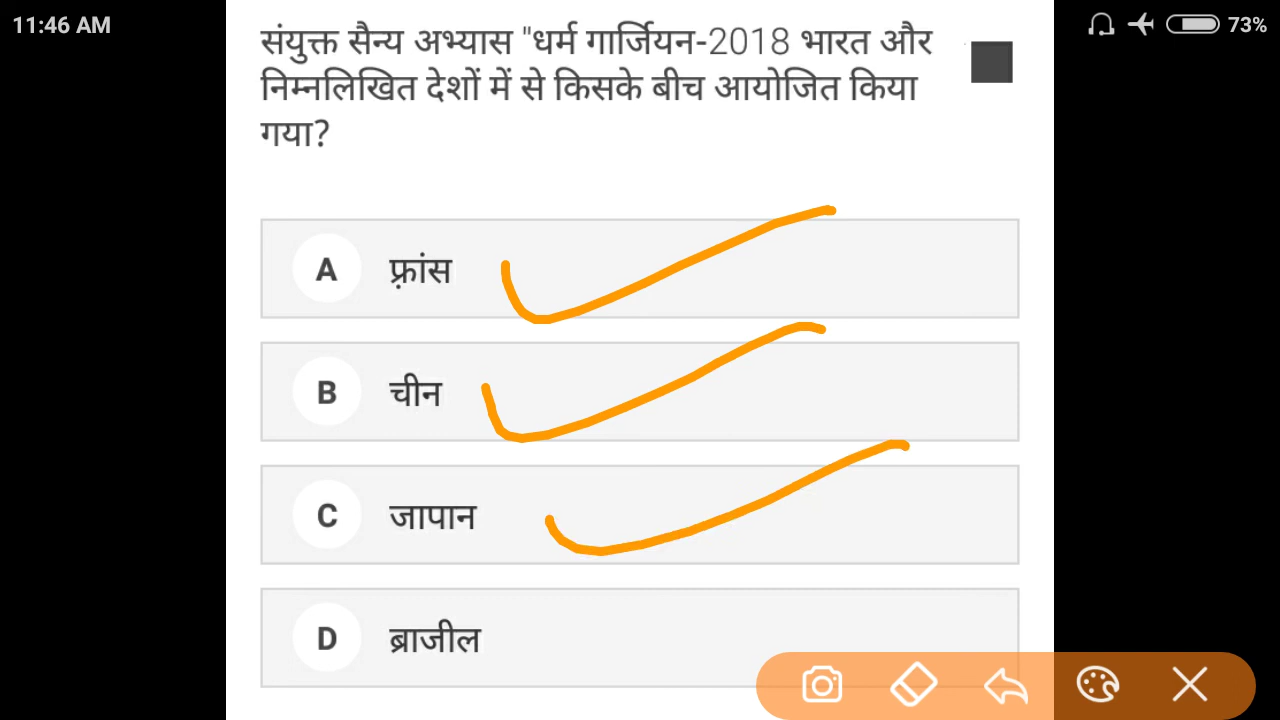 11:46 AM
73%
संयुक्त सैन्य अभ्यास "धर्म गार्जियन-2018 भारत और
निम्नलिखित देशों में से किसके बीच आयोजित किया
गया?
A फ़्रांस
B चीन
C जापान
D ब्राजील